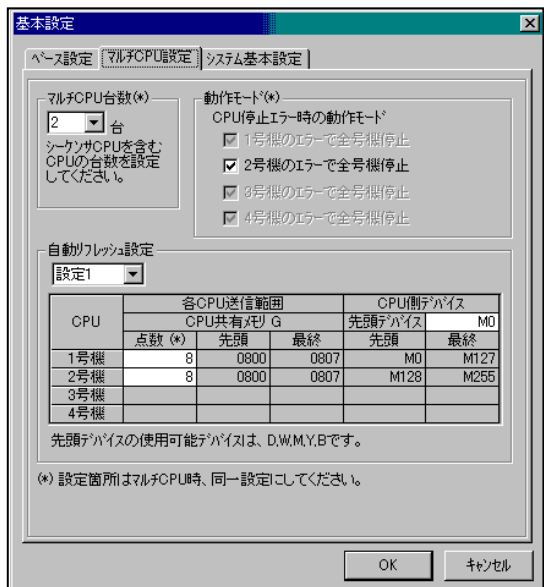 基本設定
ベース設定 マルチCPU設定 システム基本設定
マルチCPU台数(*)
2 台
シーケンサCPUを含む
CPUの台数を設定
してください。
動作モード(*)
CPU停止エラー時の動作モード
1号機のエラーで全号機停止
2号機のエラーで全号機停止
3号機のエラーで全号機停止
4号機のエラーで全号機停止
自動リフレッシュ設定
設定1
CPU 各CPU送信範囲 CPU側デバイス
CPU共有メモリ G 先頭デバイス M0
点数 (*) 先頭 最終 先頭 最終
1号機 8 0800 0807 M0 M127
2号機 8 0800 0807 M128 M255
3号機
4号機
先頭デバイスの使用可能デバイスは、D,W,M,Y,Bです。
(*) 設定箇所はマルチCPU時、同一設定にしてください。
OK キャンセル